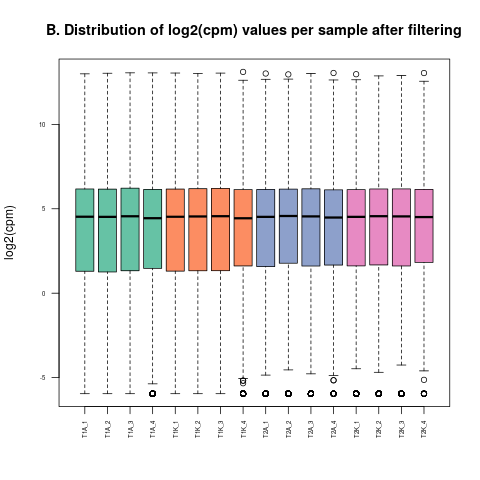 B. Distribution of log2(cpm) values per sample after filtering
log2(cpm)
10
5
0
-5
T1A_1
T1A_2
T1A_3
T1A_4
T1K_1
T1K_2
T1K_3
T1K_4
T2A_1
T2A_2
T2A_3
T2A_4
T2K_1
T2K_2
T2K_3
T2K_4